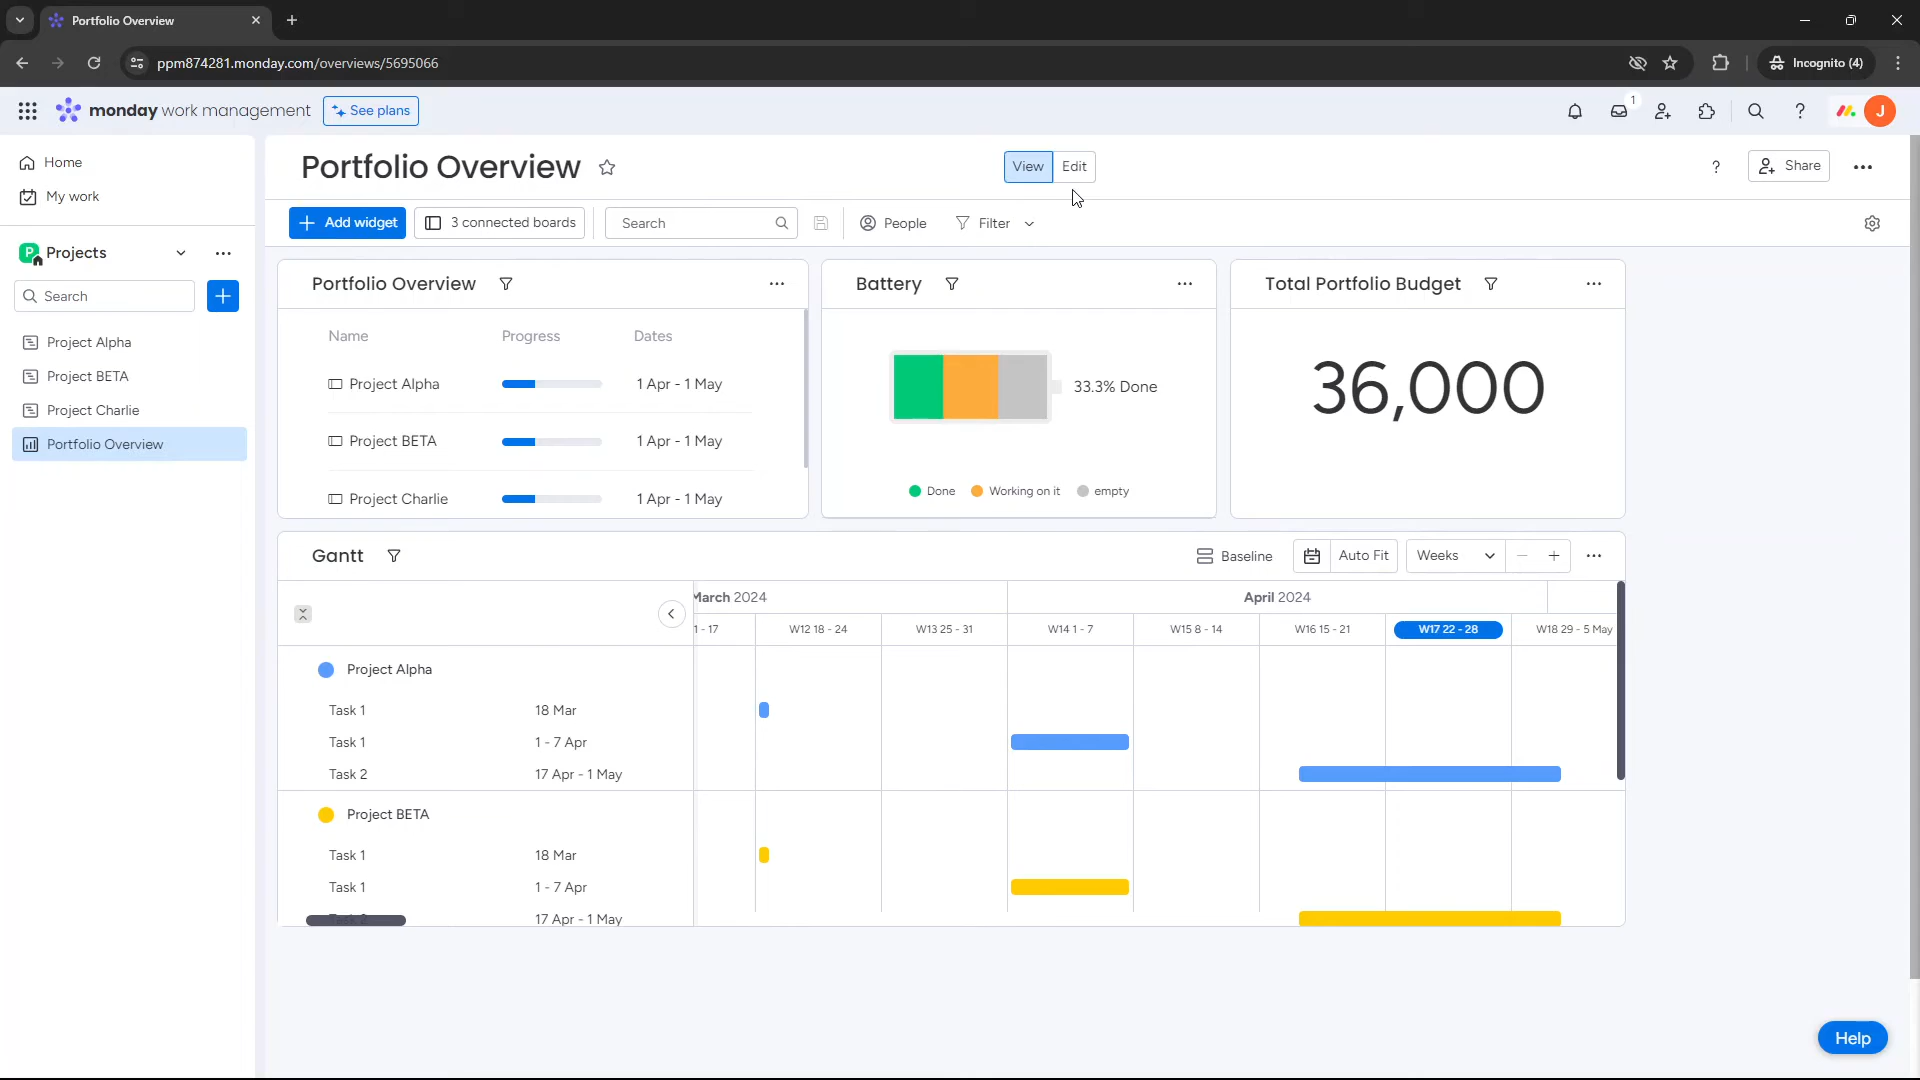 Portfolio Overview
ppm874281.monday.com/overviews/5695066
Incognito (4)
monday work management
See plans
1
J
Home
My work
P
Projects
Search
Project Alpha
Project BETA
Project Charlie
Portfolio Overview
Portfolio Overview
View
Edit
?
Share
Add widget
3 connected boards
Search
People
Filter
Portfolio Overview
Name
Progress
Dates
Project Alpha
1 Apr - 1 May
Project BETA
1 Apr - 1 May
Project Charlie
1 Apr - 1 May
Battery
33.3% Done
Done
Working on it
empty
Total Portfolio Budget
36,000
Gantt
Baseline
Auto Fit
Weeks
March 2024
April 2024
1 - 17
W12 18 - 24
W13 25 - 31
W14 1 - 7
W15 8 - 14
W16 15 - 21
W17 22 - 28
W18 29 - 5 May
Project Alpha
Task 1
18 Mar
Task 1
1 - 7 Apr
Task 2
17 Apr - 1 May
Project BETA
Task 1
18 Mar
Task 1
1 - 7 Apr
Task 2
17 Apr - 1 May
Help